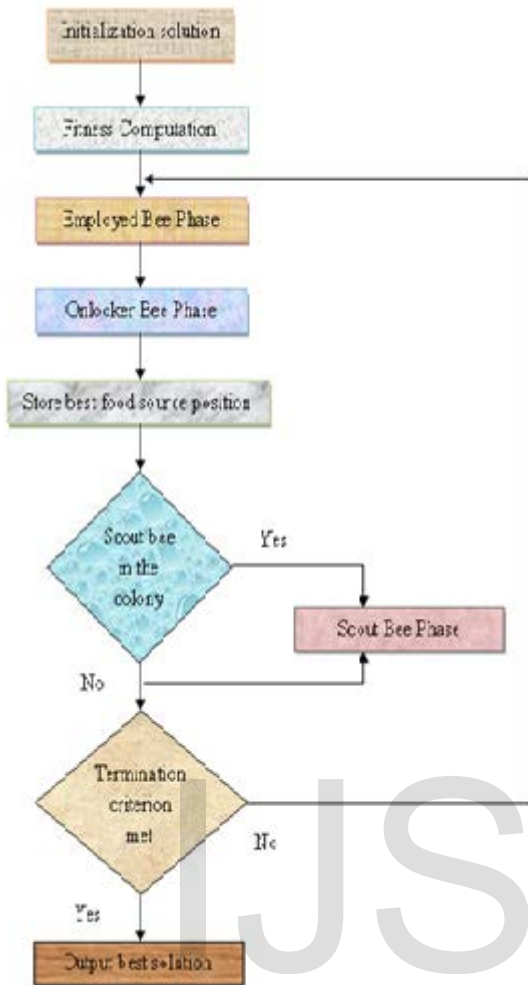 Initialization solution
Fitness Computation
Employed Bee Phase
Onlocker Bee Phase
Store best food source position
Scout bee
in the
colony
Yes
Scout Bee Phase
No
Termination
criterion
met
No
Yes
Output best solution
IJS